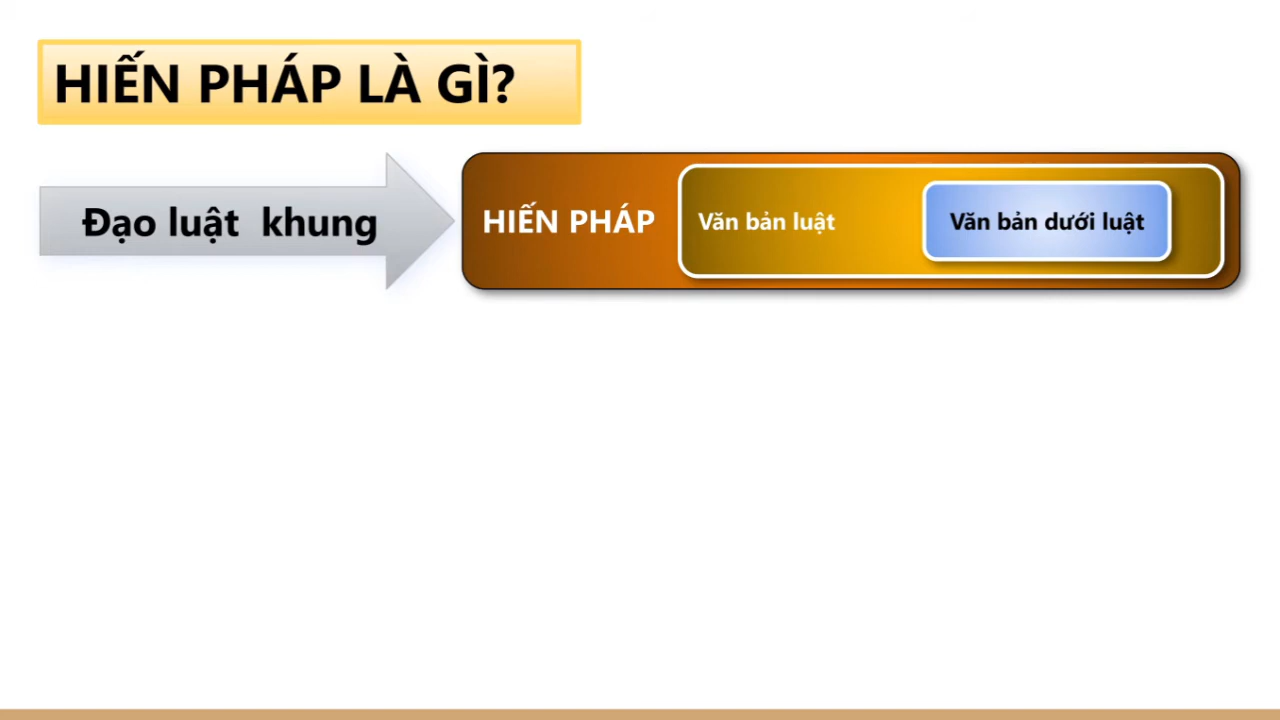 HIẾN PHÁP LÀ GÌ?
Đạo luật khung
HIẾN PHÁP
Văn bản luật
Văn bản dưới luật